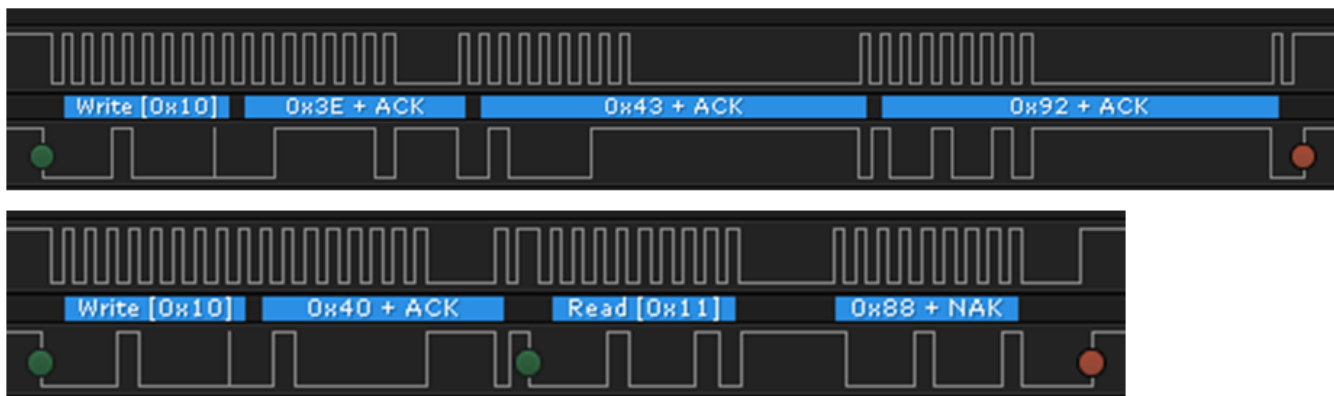 Write [0x10] 0x3E + ACK 0x43 + ACK 0x92 + ACK
Write [0x10] 0x40 + ACK Read [0x11] 0x88 + NAK